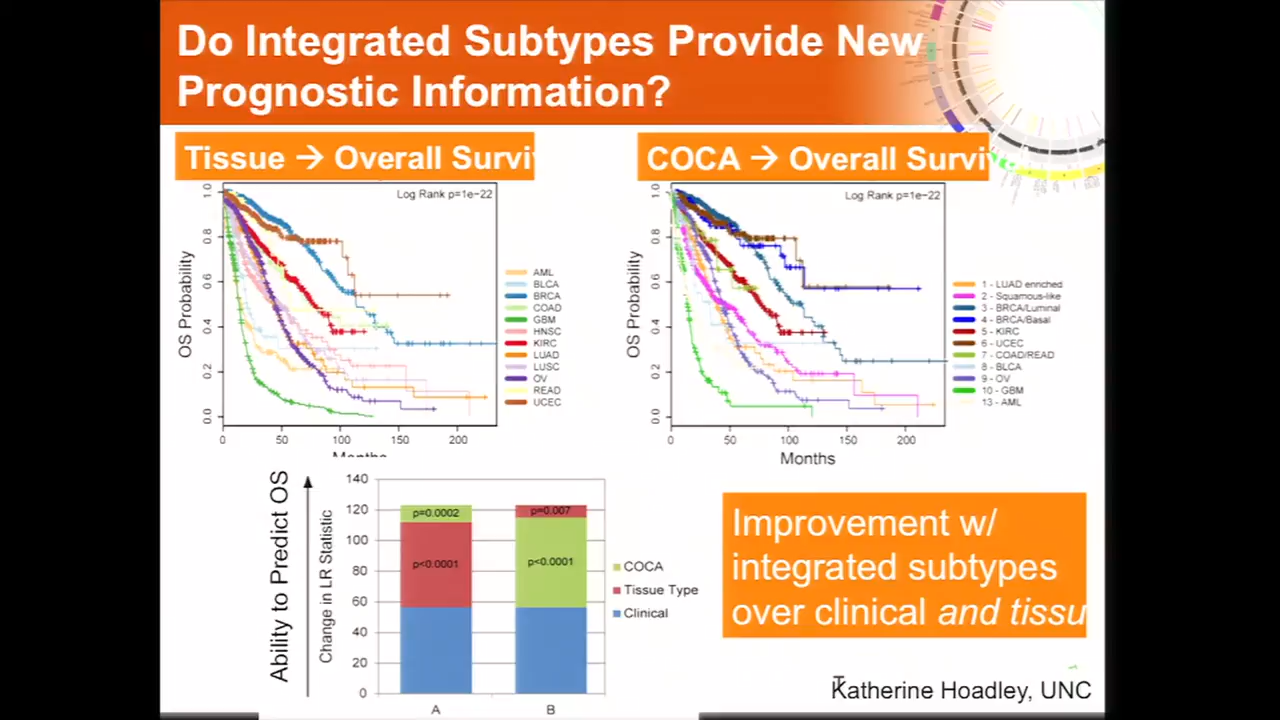 Do Integrated Subtypes Provide New
Prognostic Information?
Tissue → Overall Survi
COCA → Overall Survi
Log Rank p=1e−22
OS Probability
1.0
0.8
0.6
0.4
0.2
0.0
0 50 100 150 200
AML
BLCA
BRCA
COAD
GBM
HNSC
KIRC
LUAD
LUSC
OV
READ
UCEC
Log Rank p=1e−22
OS Probability
1.0
0.8
0.6
0.4
0.2
0.0
0 50 100 150 200
Months
1 - LUAD enriched
2 - Squamous-like
3 - BRCA/Luminal
4 - BRCA/Basal
5 - KIRC
6 - UCEC
7 - COAD/READ
8 - BLCA
9 - OV
10 - GBM
13 - AML
Ability to Predict OS
Change in LR Statistic
140
120
100
80
60
40
20
0
p=0.0002
p<0.0001
p=0.007
p<0.0001
A B
COCA
Tissue Type
Clinical
Improvement w/
integrated subtypes
over clinical and tissu
Katherine Hoadley, UNC